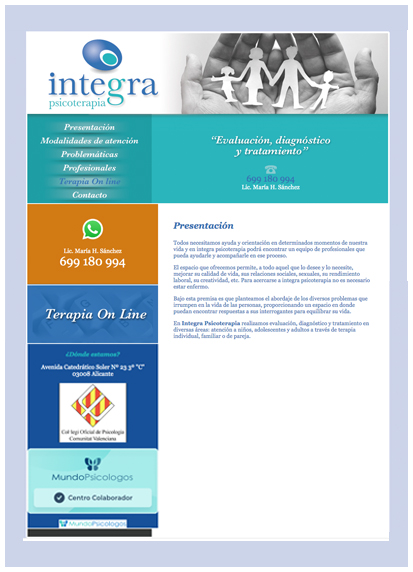 integra
psicoterapia
Presentación
Modalidades de atención
Problemáticas
Profesionales
Terapia On line
Contacto
“Evaluación, diagnóstico
y tratamiento”
699 180 994
Lic. María H. Sánchez
Lic. María H. Sánchez
699 180 994
Terapia On Line
¿Dónde estamos?
Avenida Catedrático Soler Nº 23 3º "C"
03008 Alicante
Col·legi Oficial de Psicologia
Comunitat Valenciana
MundoPsicologos
Centro Colaborador
MundoPsicologos
Presentación
Todos necesitamos ayuda y orientación en determinados momentos de nuestra
vida y en integra psicoterapia podrá encontrar un equipo de profesionales que
pueda ayudarle y acompañarle en ese proceso.
El espacio que ofrecemos permite, a todo aquel que lo desee y lo necesite,
mejorar su calidad de vida, sus relaciones sociales, sexuales, su rendimiento
laboral, su creatividad, etc. Para acercarse a integra psicoterapia no es necesario
estar enfermo.
Bajo esta premisa es que planteamos el abordaje de los diversos problemas que
irrumpen en la vida de las personas, proporcionando un espacio en donde
puedan encontrar respuestas a sus interrogantes para equilibrar su vida.
En Integra Psicoterapia realizamos evaluación, diagnóstico y tratamiento en
diversas áreas: atención a niños, adolescentes y adultos a través de terapia
individual, familiar o de pareja.